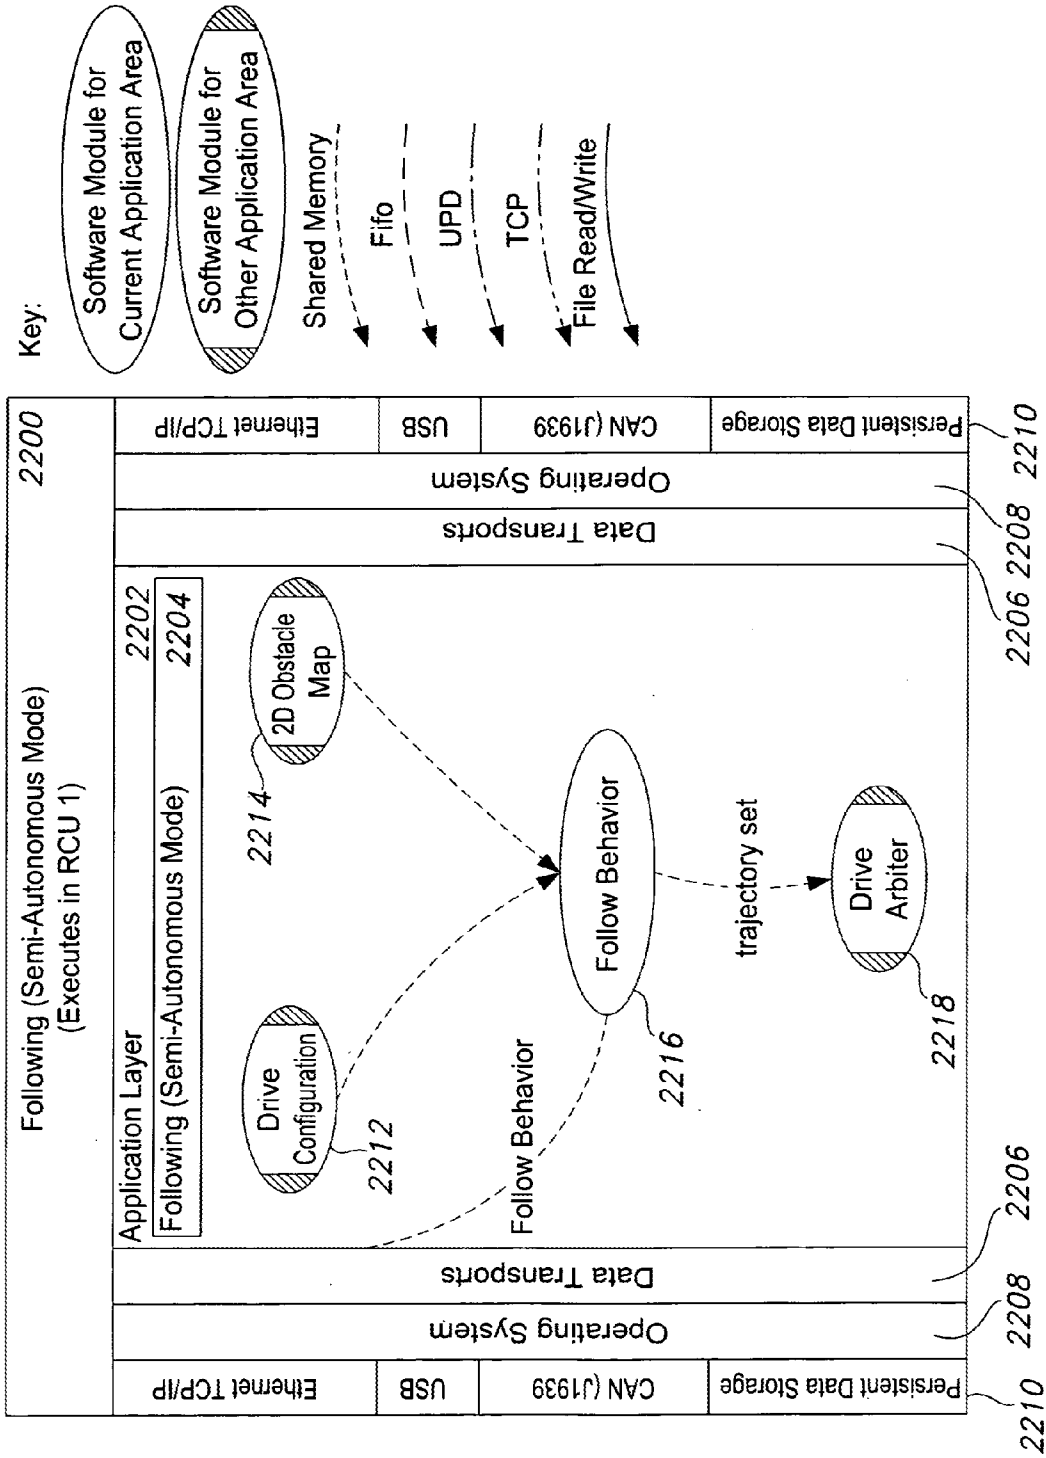 Following (Semi-Autonomous Mode)
(Executes in RCU 1)
2200
Application Layer
2202
Following (Semi-Autonomous Mode)
2204
Drive
Configuration
2212
2D Obstacle
Map
2214
Follow Behavior
2216
Follow Behavior
trajectory set
Drive
Arbiter
2218
Data Transports
Operating System
Ethernet TCP/IP
USB
CAN (J1939
Persistent Data Storage
2210
2208
2206
Data Transports
Operating System
Ethernet TCP/IP
USB
CAN (J1939
Persistent Data Storage
2206
2208
2210
Key:
Software Module for
Current Application Area
Software Module for
Other Application Area
Shared Memory
Fifo
UPD
TCP
File Read/Write